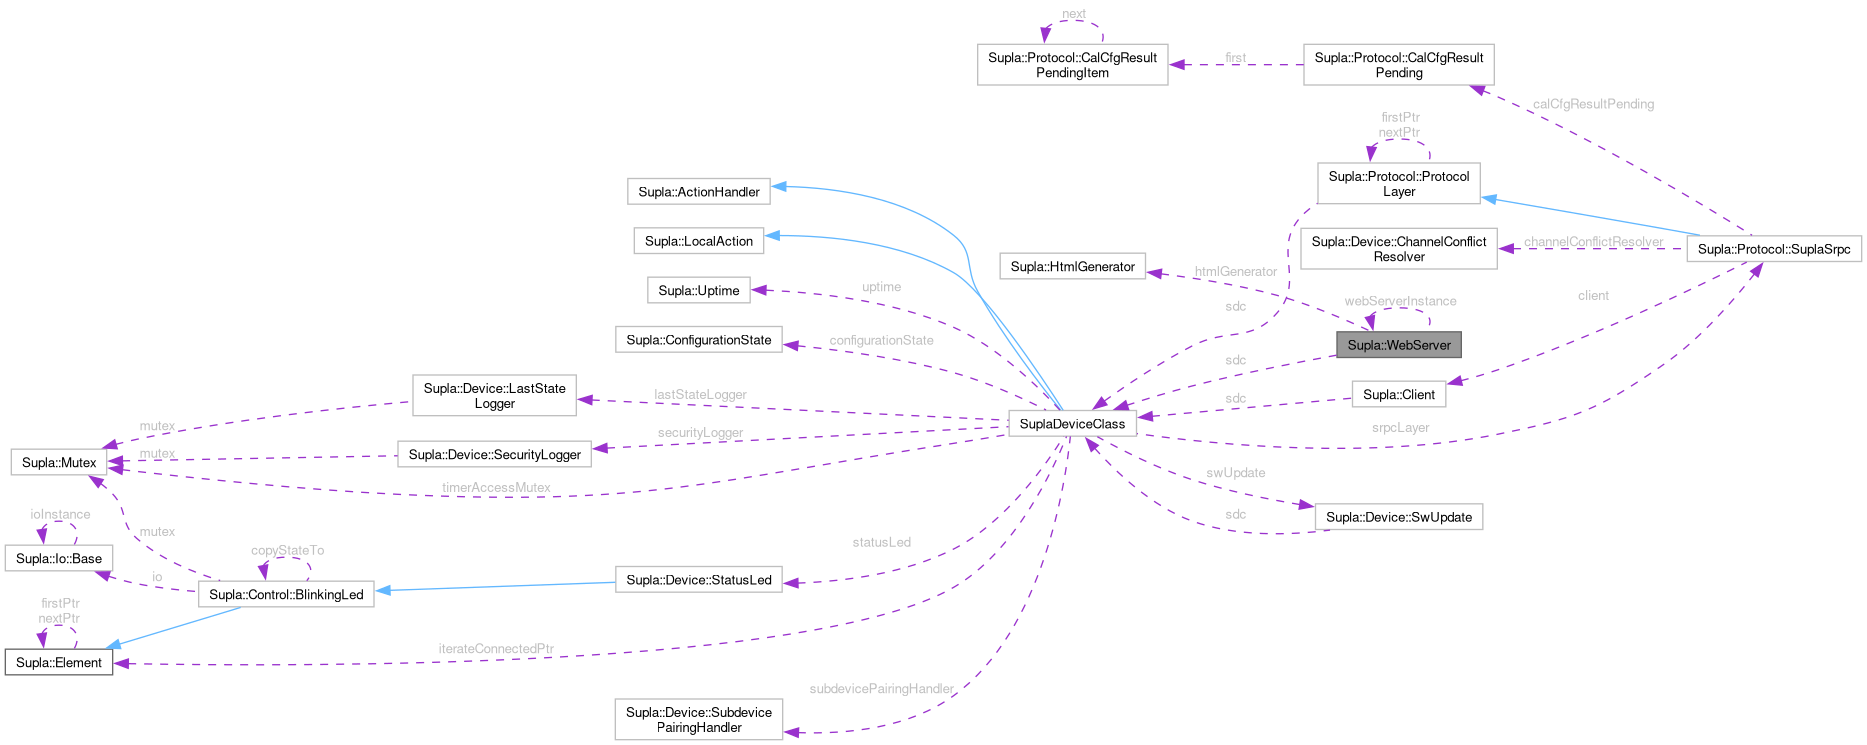 next
Supla::Protocol::CalCfgResult
PendingItem
first
Supla::Protocol::CalCfgResult
Pending
calCfgResultPending
firstPtr
nextPtr
Supla::Protocol::Protocol
Layer
Supla::ActionHandler
Supla::LocalAction
Supla::Device::ChannelConflict
Resolver
channelConflictResolver
Supla::Protocol::SuplaSrpc
Supla::HtmlGenerator
htmlGenerator
Supla::Uptime
uptime
sdc
client
webServerInstance
Supla::WebServer
Supla::ConfigurationState
configurationState
sdc
Supla::Device::LastState
Logger
lastStateLogger
sdc
Supla::Client
mutex
SuplaDeviceClass
srpcLayer
securityLogger
Supla::Device::SecurityLogger
mutex
Supla::Mutex
timerAccessMutex
swUpdate
sdc
Supla::Device::SwUpdate
ioInstance
mutex
Supla::Io::Base
io
copyStateTo
Supla::Control::BlinkingLed
statusLed
Supla::Device::StatusLed
firstPtr
nextPtr
Supla::Element
iterateConnectedPtr
subdevicePairingHandler
Supla::Device::Subdevice
PairingHandler